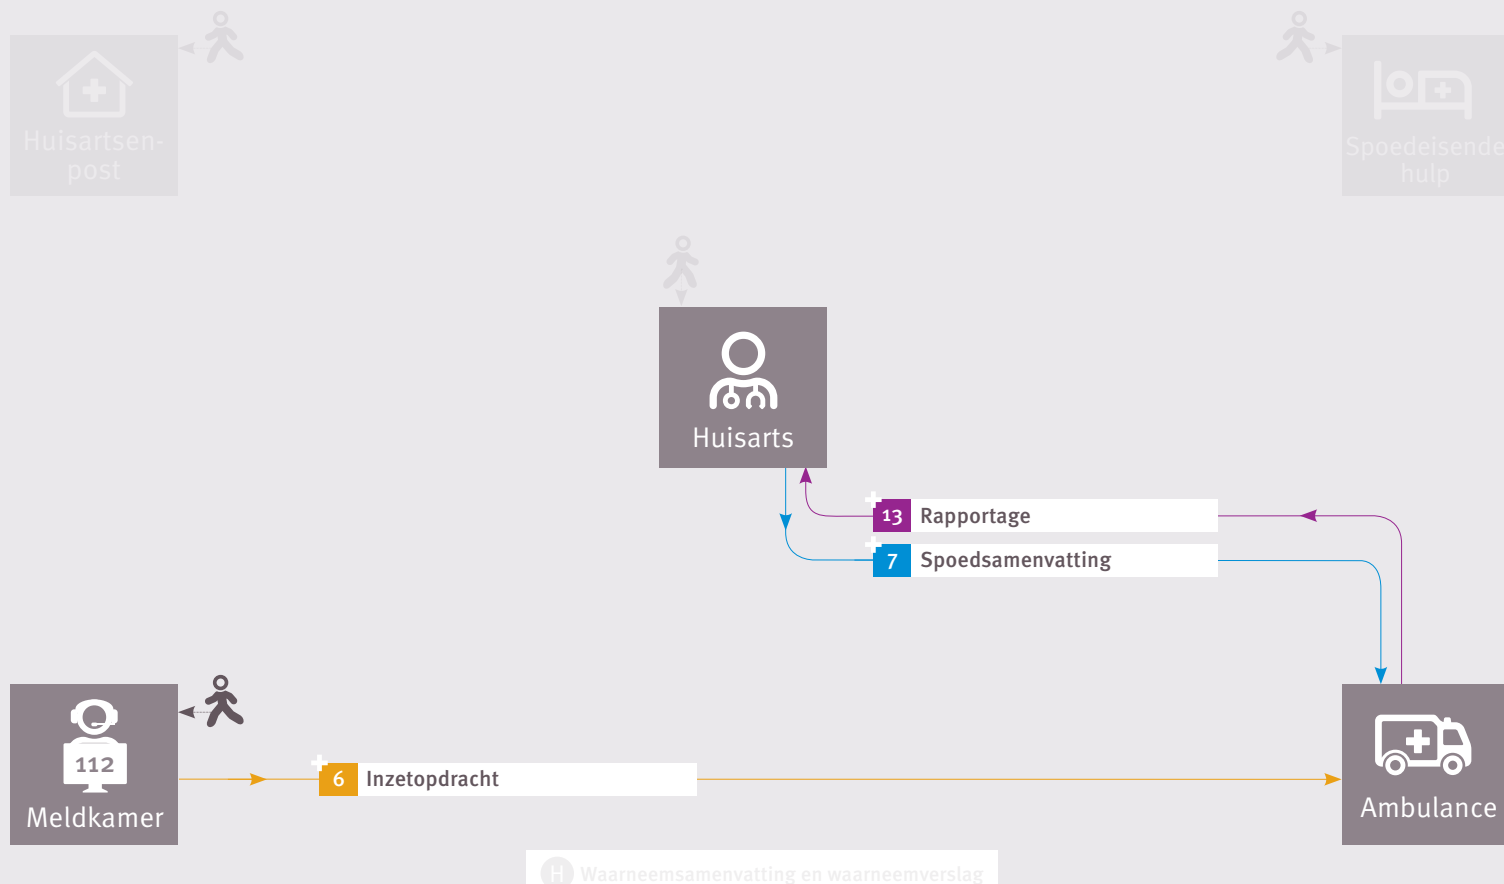 Huisartsen-
post
Spoedeisende
hulp
Huisarts
13 Rapportage
7 Spoedsamenvatting
112
Meldkamer
6 Inzetopdracht
Ambulance
H Waarneemsamenvatting en waarneemverslag